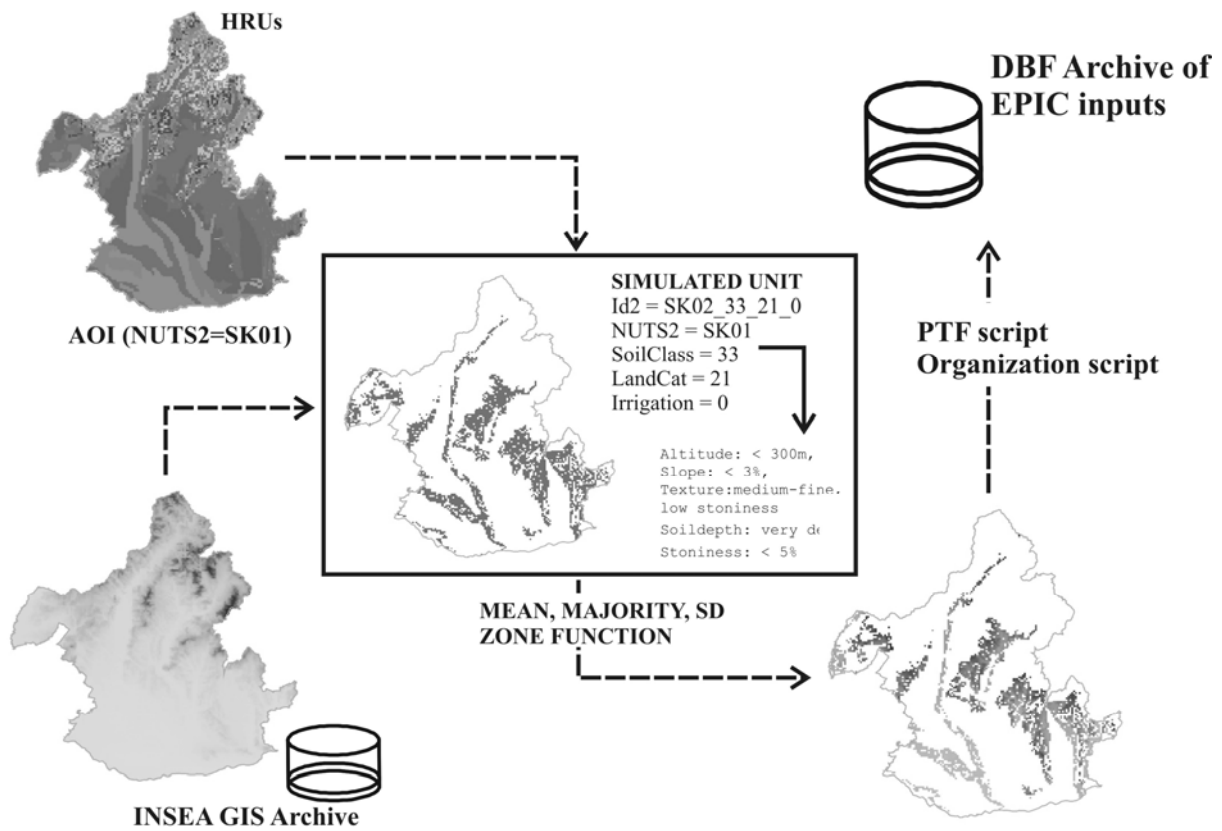 HRUs
DBF Archive of
EPIC inputs
AOI (NUTS2=SK01)
SIMULATED UNIT
Id2 = SK02_33_21_0
NUTS2 = SK01
SoilClass = 33
LandCat = 21
Irrigation = 0
Altitude: < 300m,
Slope: < 3%,
Texture:medium-fine.
low stoniness
Soildepth: very de
Stoniness: < 5%
PTF script
Organization script
MEAN, MAJORITY, SD
ZONE FUNCTION
INSEA GIS Archive